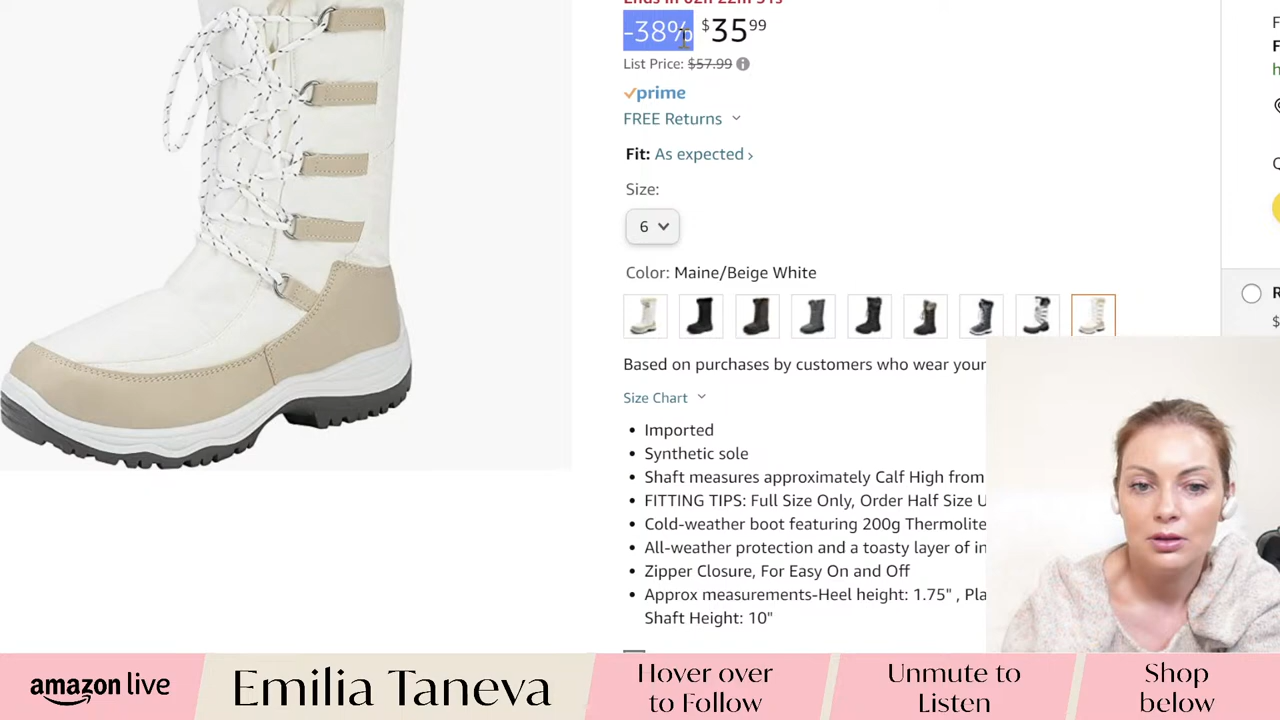 -38% $35 99
List Price: $57.99
prime
FREE Returns
Fit: As expected ›
Size:
6
Color: Maine/Beige White
Based on purchases by customers who wear your
Size Chart
• Imported
• Synthetic sole
• Shaft measures approximately Calf High from
• FITTING TIPS: Full Size Only, Order Half Size U
• Cold-weather boot featuring 200g Thermolite
• All-weather protection and a toasty layer of in
• Zipper Closure, For Easy On and Off
• Approx measurements-Heel height: 1.75" , Pla
Shaft Height: 10"
amazon live
Emilia Taneva
Hover over
to Follow
Unmute to
Listen
Shop
below